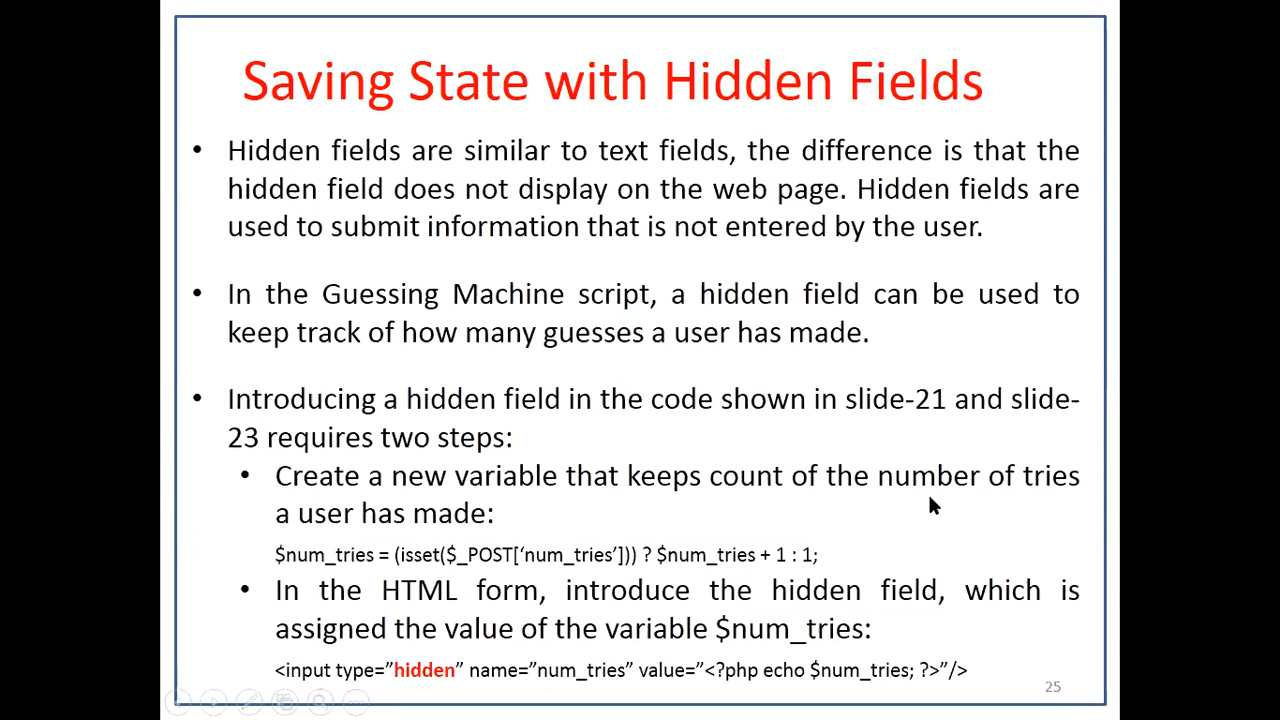 Saving State with Hidden Fields
• Hidden fields are similar to text fields, the difference is that the
hidden field does not display on the web page. Hidden fields are
used to submit information that is not entered by the user.
• In the Guessing Machine script, a hidden field can be used to
keep track of how many guesses a user has made.
• Introducing a hidden field in the code shown in slide-21 and slide-
23 requires two steps:
• Create a new variable that keeps count of the number of tries
a user has made:
$num_tries = (isset($_POST[‘num_tries’])) ? $num_tries + 1 : 1;
• In the HTML form, introduce the hidden field, which is
assigned the value of the variable $num_tries:
<input type=”hidden” name=”num_tries” value=”<?php echo $num_tries; ?>”/>
25